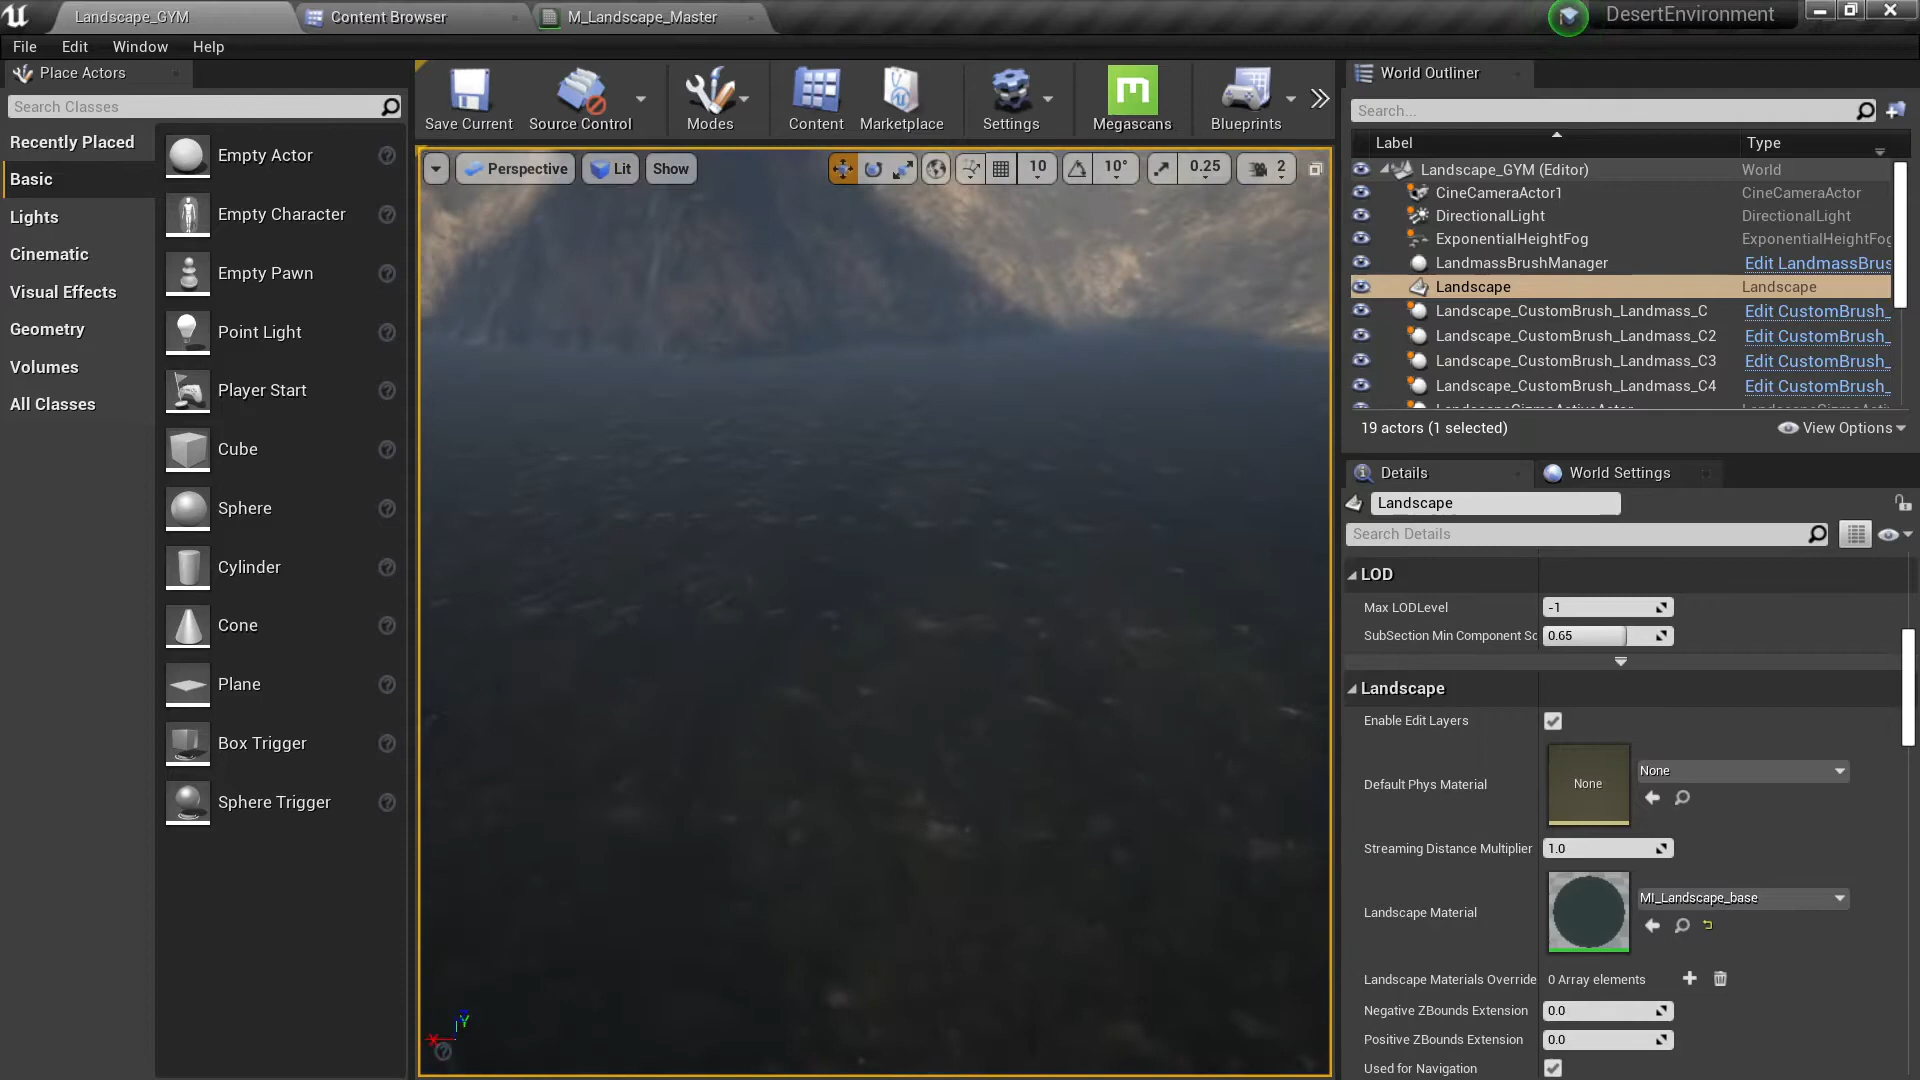 Landscape_GYM
Content Browser
M_Landscape_Master
DesertEnvironment
File Edit Window Help
Place Actors
Search Classes
Recently Placed
Basic
Lights
Cinematic
Visual Effects
Geometry
Volumes
All Classes
Empty Actor
Empty Character
Empty Pawn
Point Light
Player Start
Cube
Sphere
Cylinder
Cone
Plane
Box Trigger
Sphere Trigger
Save Current
Source Control
Modes
Content
Marketplace
Settings
Megascans
Blueprints
Perspective
Lit
Show
10
10°
0.25
2
X
Y
World Outliner
Search...
Label Type
Landscape_GYM (Editor) World
CineCameraActor1 CineCameraActor
DirectionalLight DirectionalLight
ExponentialHeightFog ExponentialHeightFog
LandmassBrushManager Edit LandmassBrus
Landscape Landscape
Landscape_CustomBrush_Landmass_C Edit CustomBrush_
Landscape_CustomBrush_Landmass_C2 Edit CustomBrush_
Landscape_CustomBrush_Landmass_C3 Edit CustomBrush_
Landscape_CustomBrush_Landmass_C4 Edit CustomBrush_
19 actors (1 selected) View Options
Details World Settings
Landscape
Search Details
LOD
Max LODLevel -1
SubSection Min Component Sc 0.65
Landscape
Enable Edit Layers
Default Phys Material None None
Streaming Distance Multiplier 1.0
Landscape Material MI_Landscape_base
Landscape Materials Override 0 Array elements
Negative ZBounds Extension 0.0
Positive ZBounds Extension 0.0
Used for Navigation